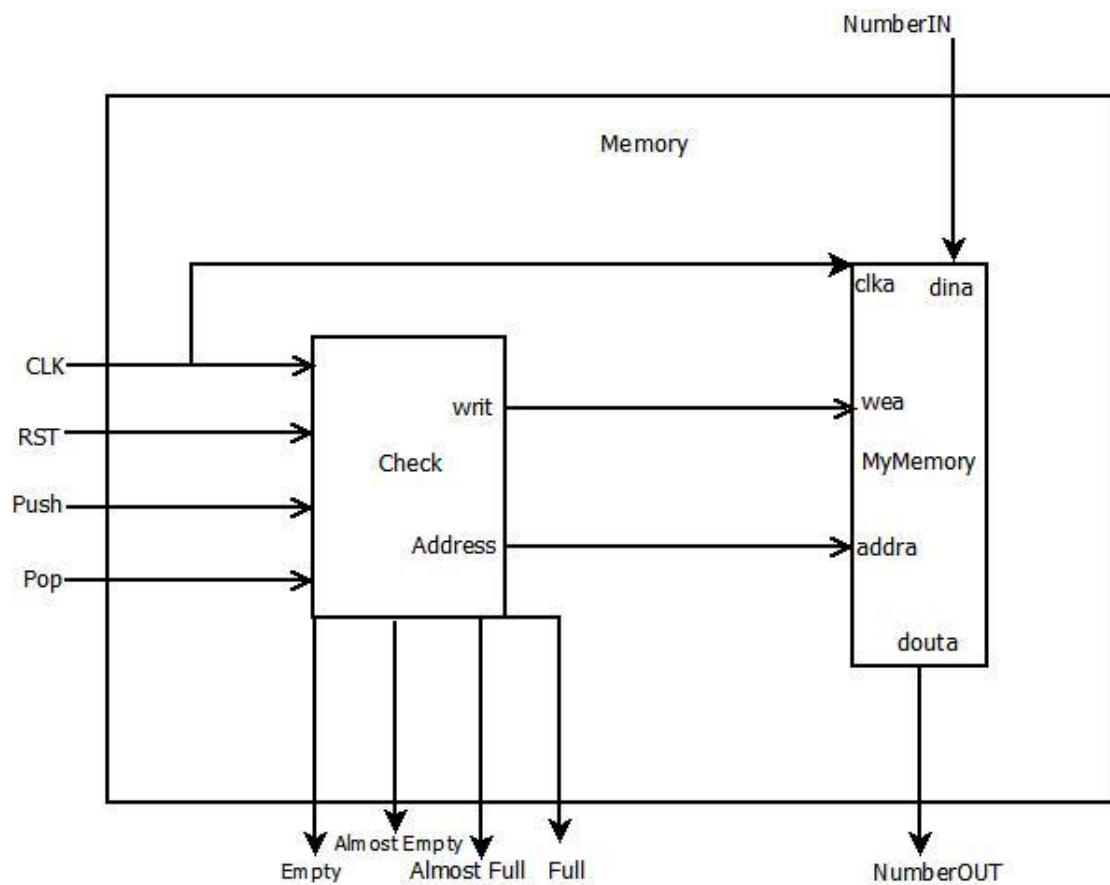 NumberIN
Memory
clka
dina
CLK
writ
wea
RST
Check
MyMemory
Push
Address
addra
Pop
douta
Almost Empty
Empty
Almost Full
Full
NumberOUT